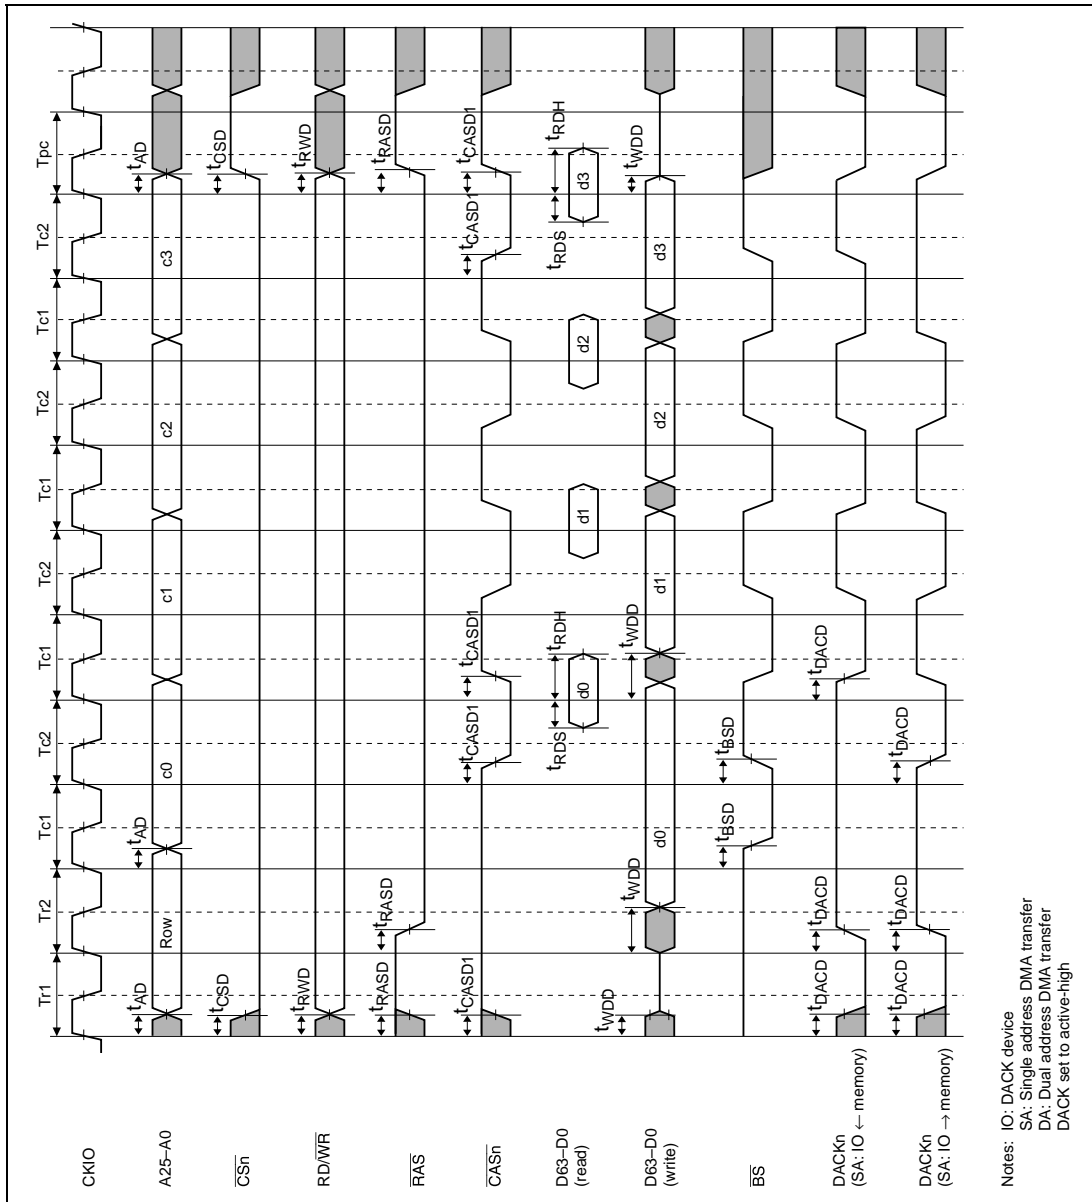 Tr1 Tr2 Tc1 Tc2 Tc1 Tc2 Tc1 Tc2 Tc1 Tc2 Tpc
CKIO
A25–A0
tAD Row tAD c0 c1 c2 c3 tAD
CSn
tCSD tCSD
RD/WR
tRWD tRWD
RAS
tRASD tRASD tRASD
CASn
tCASD1 tCASD1 tCASD1 tCASD1 tCASD1
D63–D0
(read)
tRDS d0 tRDH d1 d2 tRDS d3 tRDH
D63–D0
(write)
tWDD tWDD d0 tWDD d1 d2 d3 tWDD
BS
tBSD tBSD
DACKn
(SA: IO ← memory)
tDACD tDACD tDACD
DACKn
(SA: IO → memory)
tDACD tDACD tDACD
Notes: IO: DACK device
SA: Single address DMA transfer
DA: Dual address DMA transfer
DACK set to active-high